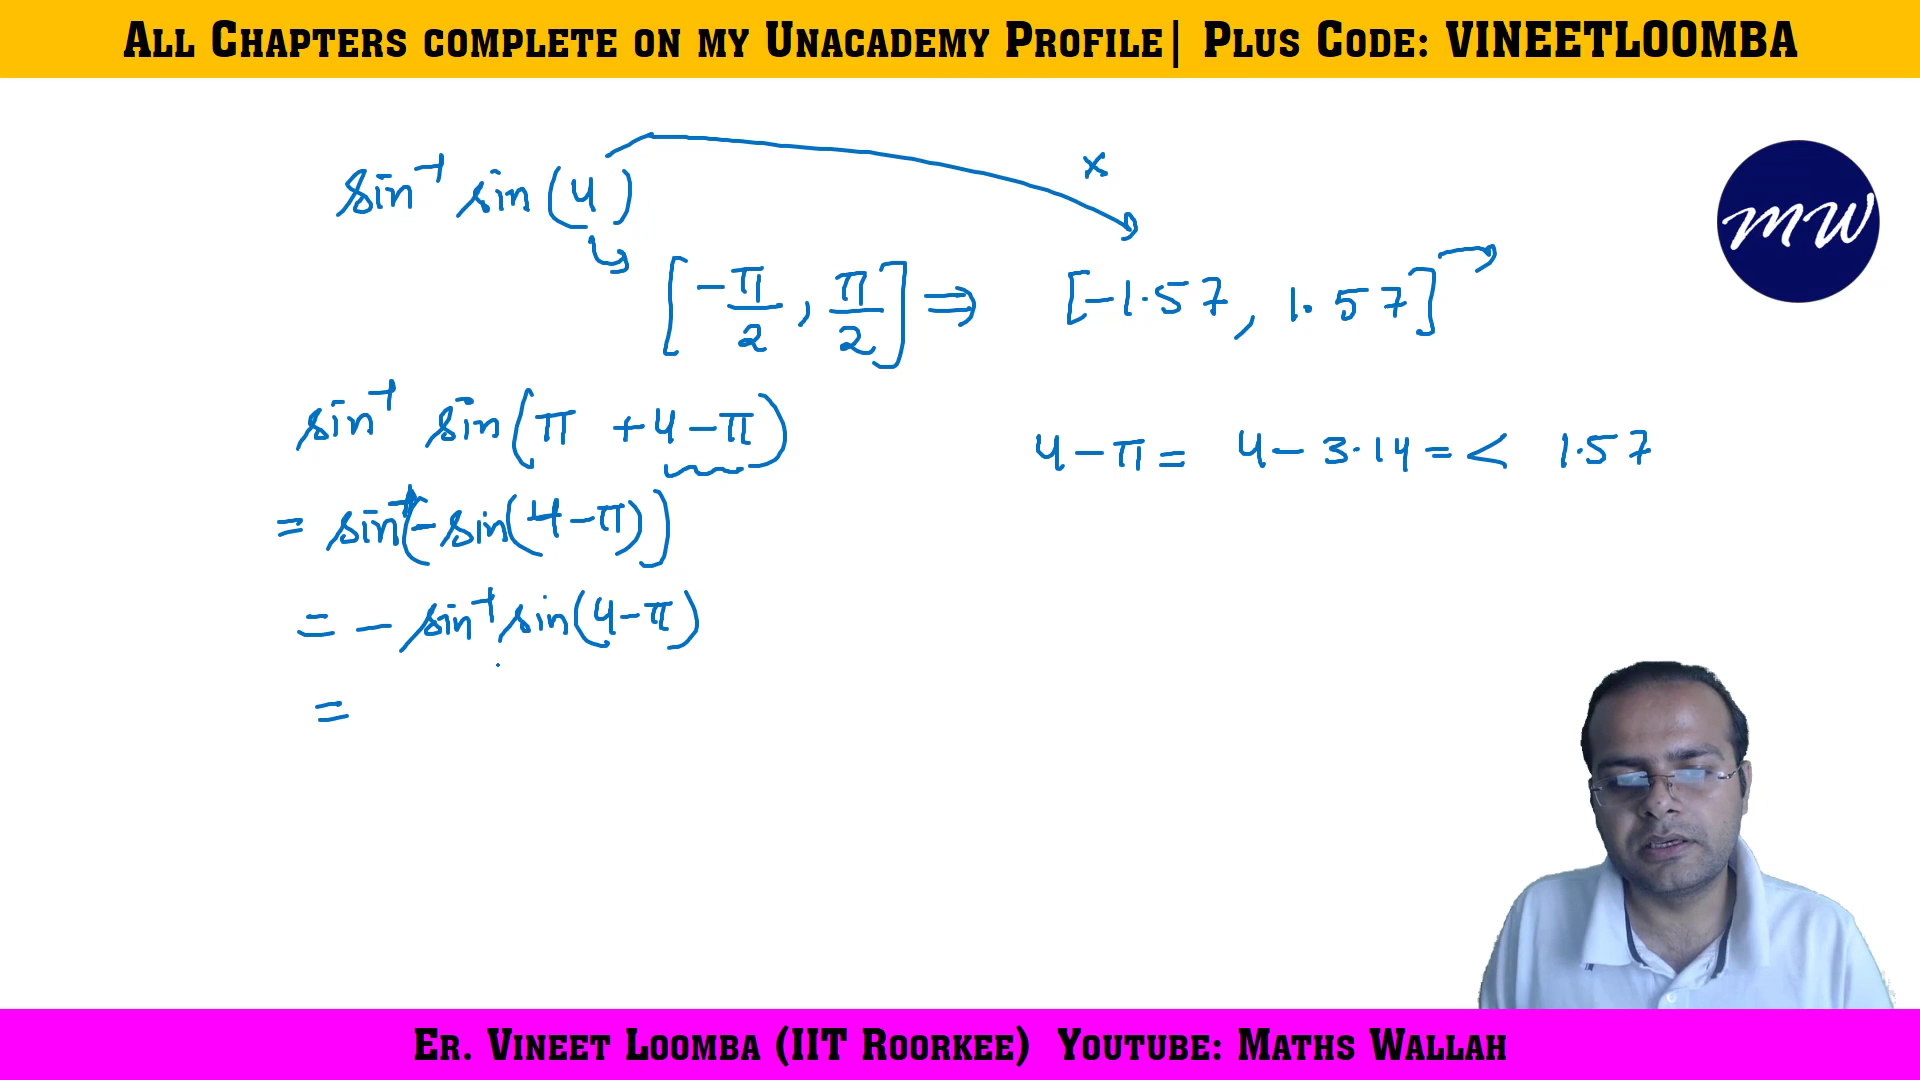 ALL CHAPTERS COMPLETE ON MY UNACADEMY PROFILE| PLUS CODE: VINEETLOOMBA
sin⁻¹ sin (4)
×
MW
[-π/2, π/2] ⇒ [-1.57, 1.57]
sin⁻¹ sin(π + 4-π)
4-π = 4-3.14 = < 1.57
= sin⁻¹(-sin(4-π))
= - sin⁻¹ sin(4-π)
=
ER. VINEET LOOMBA (IIT ROORKEE) YOUTUBE: MATHS WALLAH